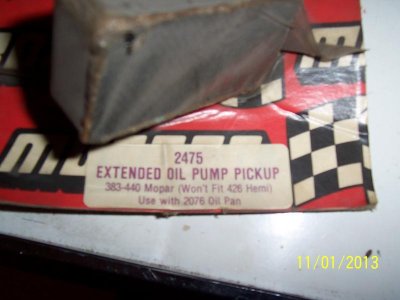 2475
EXTENDED OIL PUMP PICKUP
383-440 Mopar (Won't Fit 426 Hemi)
Use with 2076 Oil Pan
11/01/2013